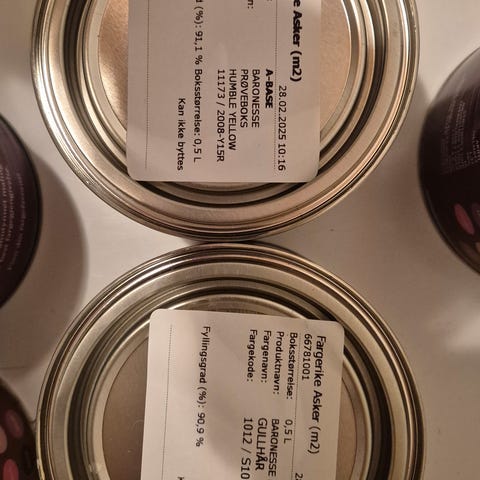 e Asker (m2)
28.02.2025 10:16
A-BASE
BARONESSE
PRØVEBOKS
HUMBLE YELLOW
11173 / 2008-Y15R
(%): 91,1 % Boksstørrelse: 0,5 L
Kan ikke byttes
Fargerike Asker (m2)
66781001
Boksstørrelse: 0,5 L
Produktnavn: BARONESSE
Fargenavn: GULLHÅR
Fargekode: 1012 / S10
Fyllingsgrad (%): 90,9 %